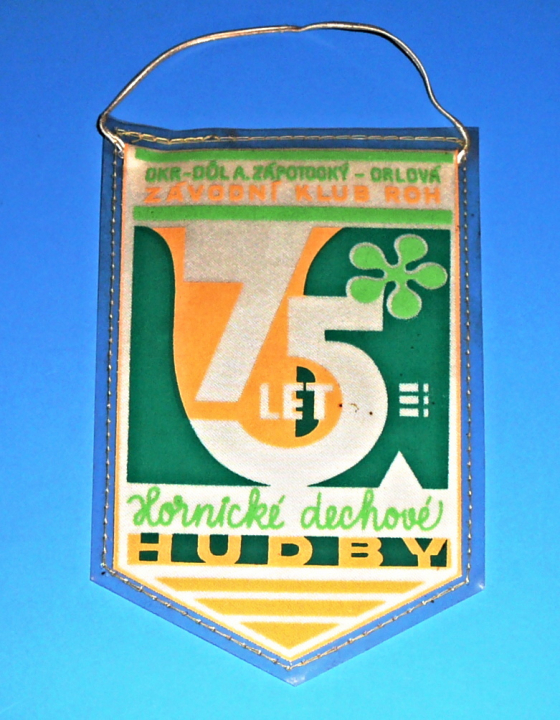 OKR-DŮL A. ZÁPOTOCKÝ - ORLOVÁ
ZÁVODNÍ KLUB ROH
75
LET
Hornické dechové
HUDBY